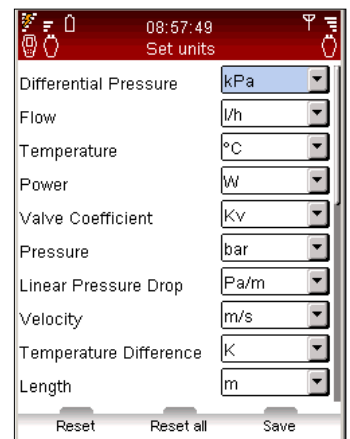 08:57:49
Set units
Differential Pressure kPa
Flow l/h
Temperature °C
Power W
Valve Coefficient Kv
Pressure bar
Linear Pressure Drop Pa/m
Velocity m/s
Temperature Difference K
Length m
Reset Reset all Save